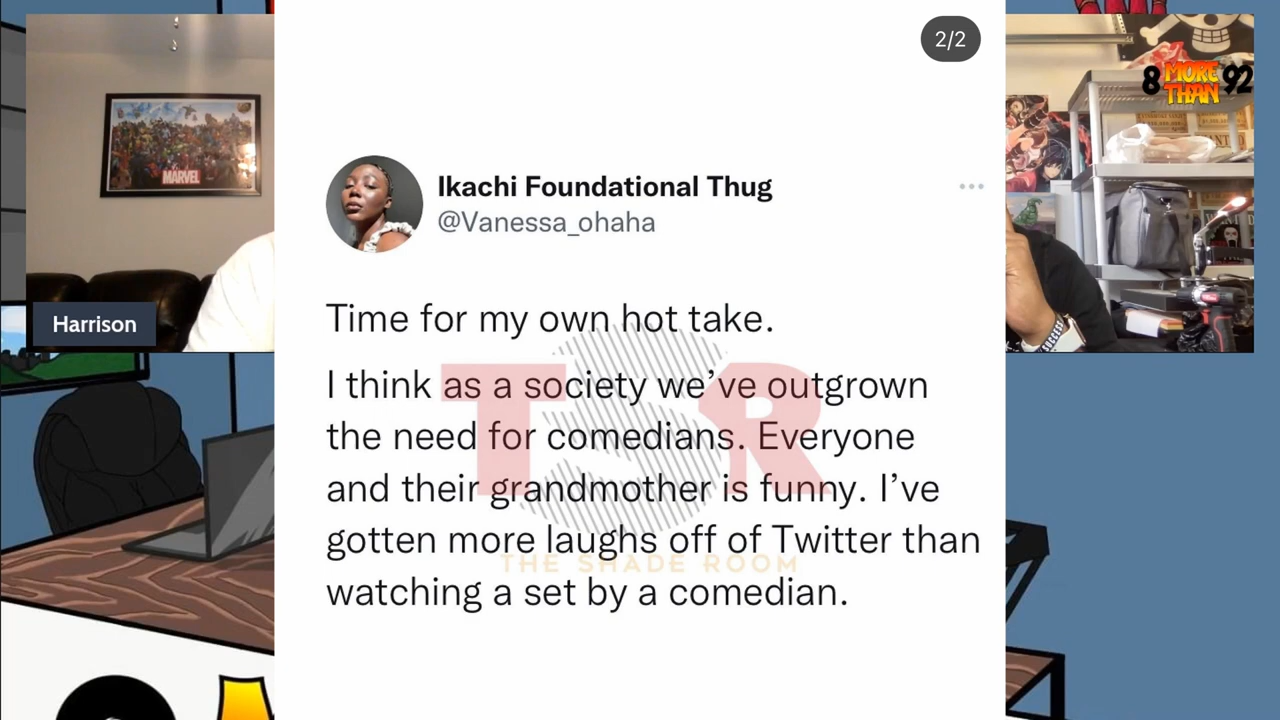 2/2
8 MORE THAN 92
MARVEL
Harrison
Ikachi Foundational Thug
@Vanessa_ohaha
Time for my own hot take.
I think as a society we’ve outgrown
the need for comedians. Everyone
and their grandmother is funny. I’ve
gotten more laughs off of Twitter than
watching a set by a comedian.
TSR
THE SHADE ROOM